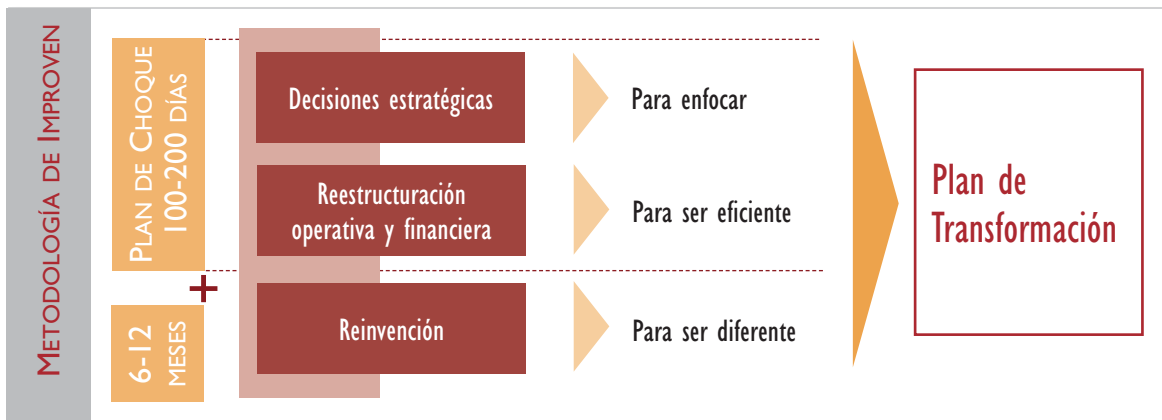 METODOLOGÍA DE IMPROVEN
PLAN DE CHOQUE
100-200 DÍAS
Decisiones estratégicas
Para enfocar
Reestructuración
operativa y financiera
Para ser eficiente
+
6-12
MESES
Reinvención
Para ser diferente
Plan de
Transformación